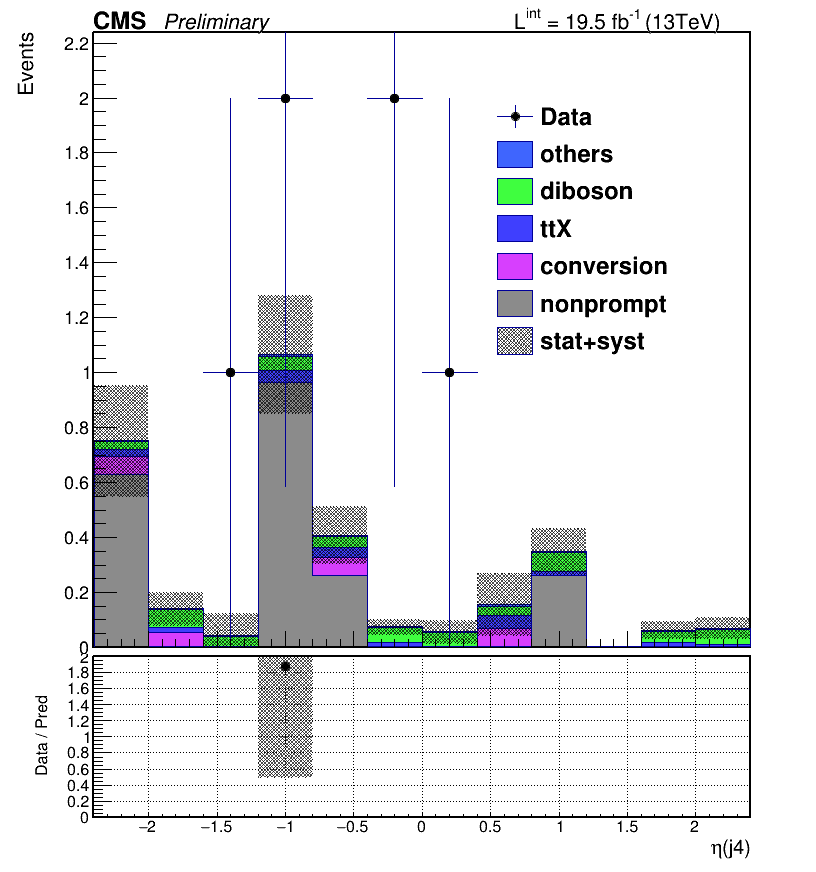 CMS Preliminary L^int = 19.5 fb^-1 (13TeV)
Events
2.2
2
1.8
1.6
1.4
1.2
1
0.8
0.6
0.4
0.2
0
Data
others
diboson
ttX
conversion
nonprompt
stat+syst
Data / Pred
2
1.8
1.6
1.4
1.2
1
0.8
0.6
0.4
0.2
0
−2 −1.5 −1 −0.5 0 0.5 1 1.5 2
η(j4)